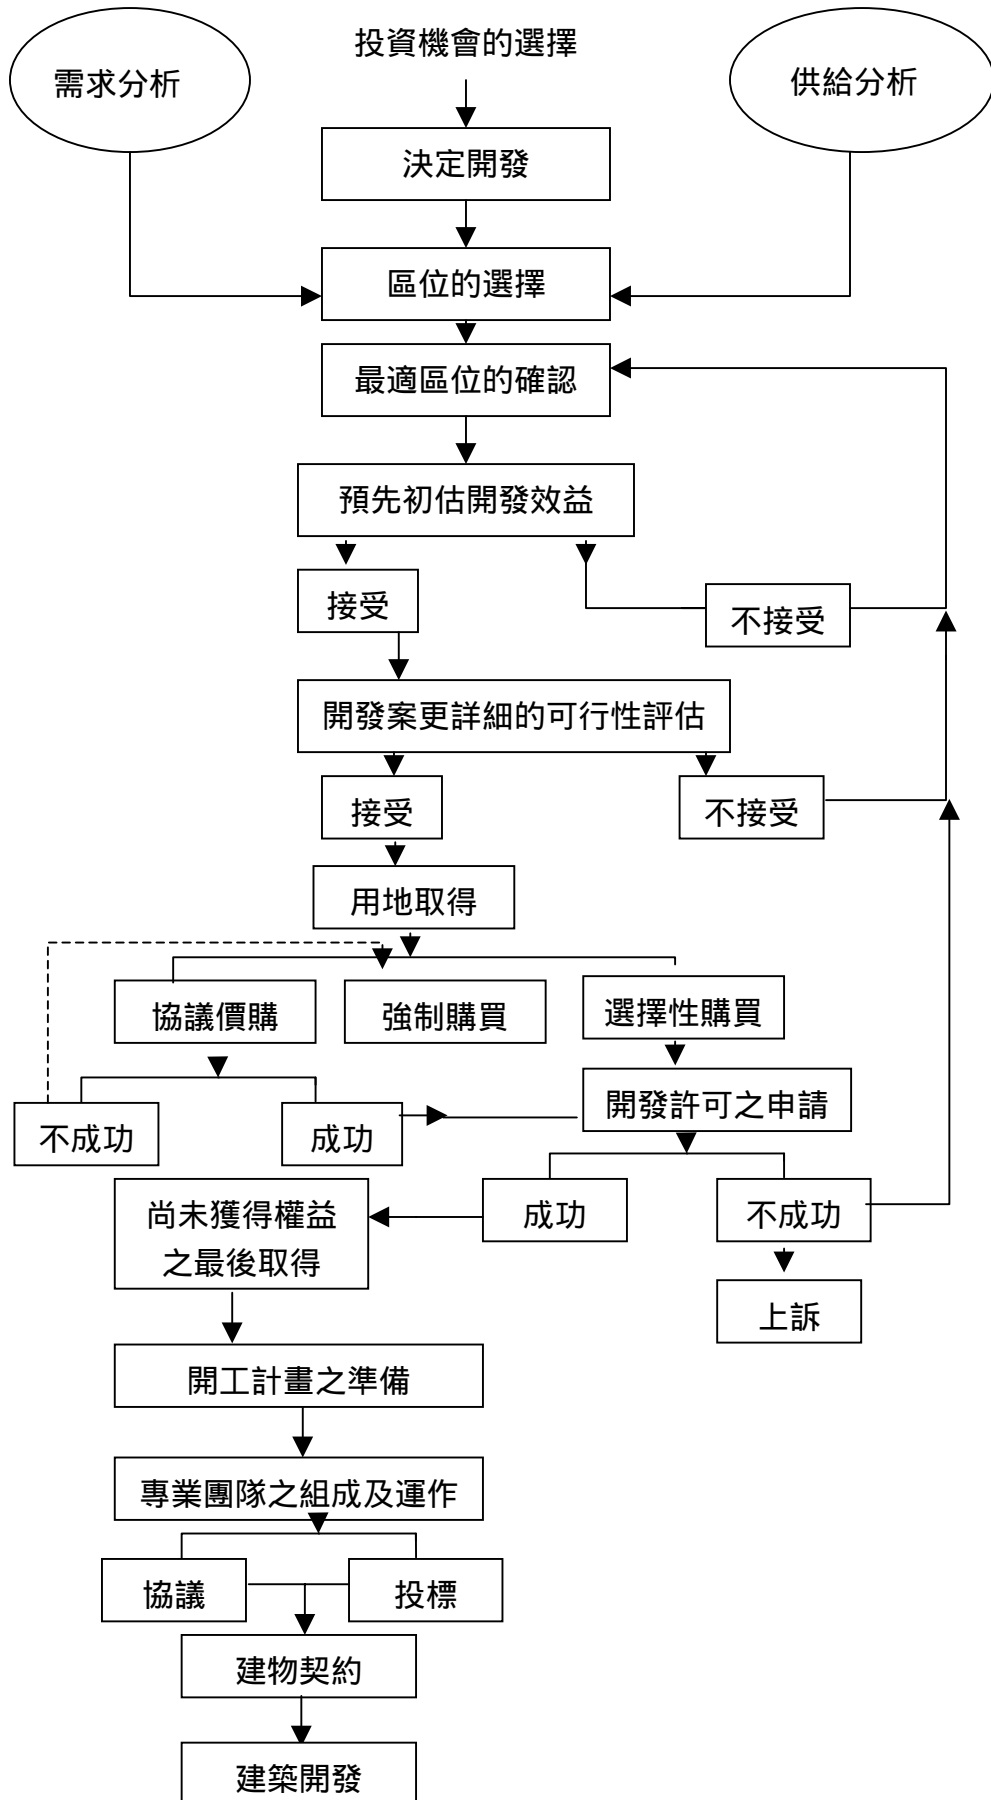 需求分析
投資機會的選擇
供給分析
決定開發
區位的選擇
最適區位的確認
預先初估開發效益
接受
不接受
開發案更詳細的可行性評估
接受
不接受
用地取得
協議價購
強制購買
選擇性購買
開發許可之申請
不成功
成功
尚未獲得權益
之最後取得
成功
不成功
上訴
開工計畫之準備
專業團隊之組成及運作
協議
投標
建物契約
建築開發